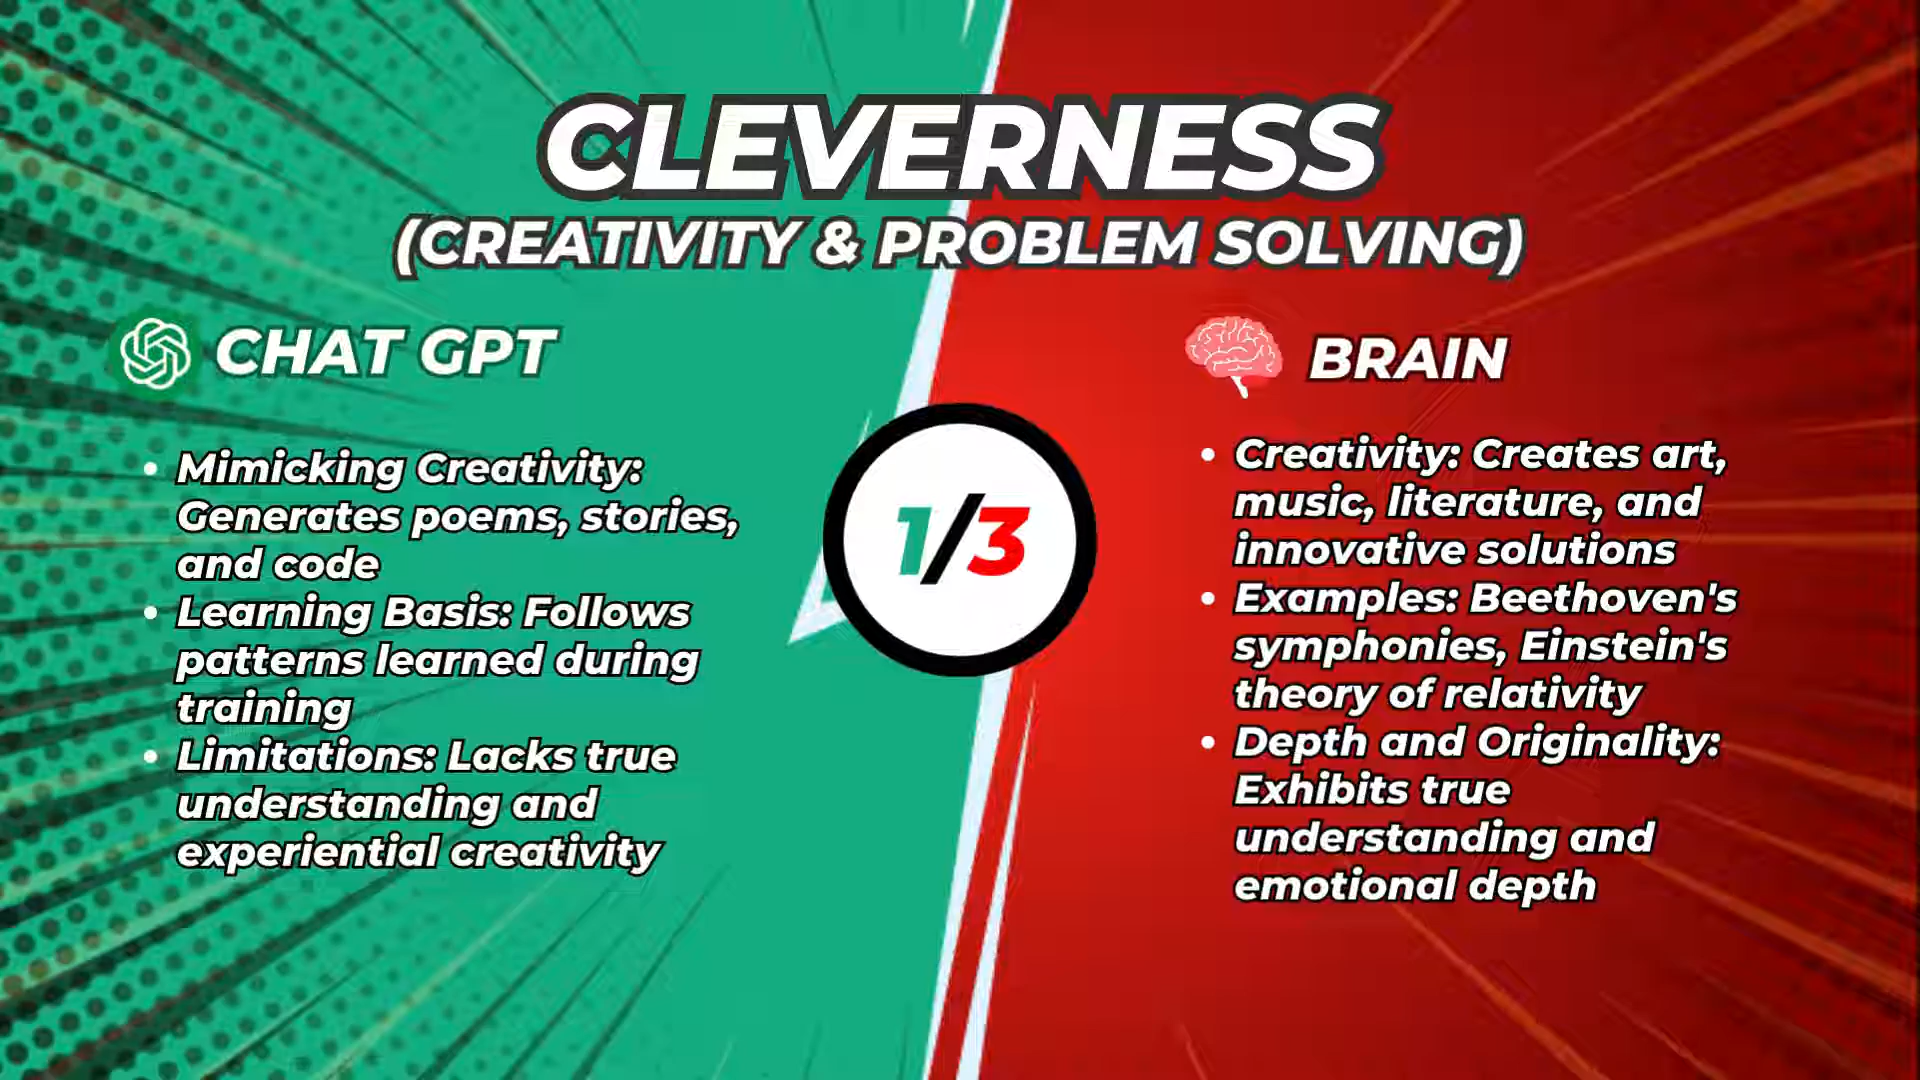 CLEVERNESS
(CREATIVITY & PROBLEM SOLVING)
CHAT GPT
• Mimicking Creativity:
Generates poems, stories,
and code
• Learning Basis: Follows
patterns learned during
training
• Limitations: Lacks true
understanding and
experiential creativity
1/3
BRAIN
• Creativity: Creates art,
music, literature, and
innovative solutions
• Examples: Beethoven's
symphonies, Einstein's
theory of relativity
• Depth and Originality:
Exhibits true
understanding and
emotional depth